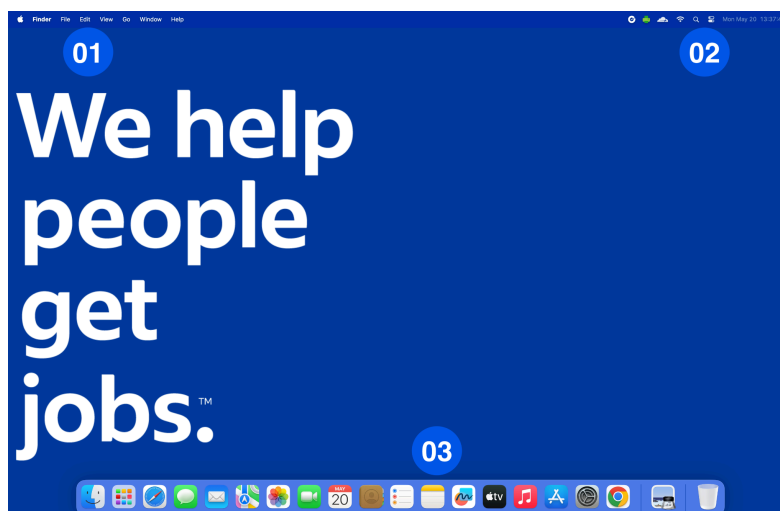 Finder File Edit View Go Window Help
Mon May 20 13:37
01
02
We help
people
get
jobs.™
03
MAY
20
tv